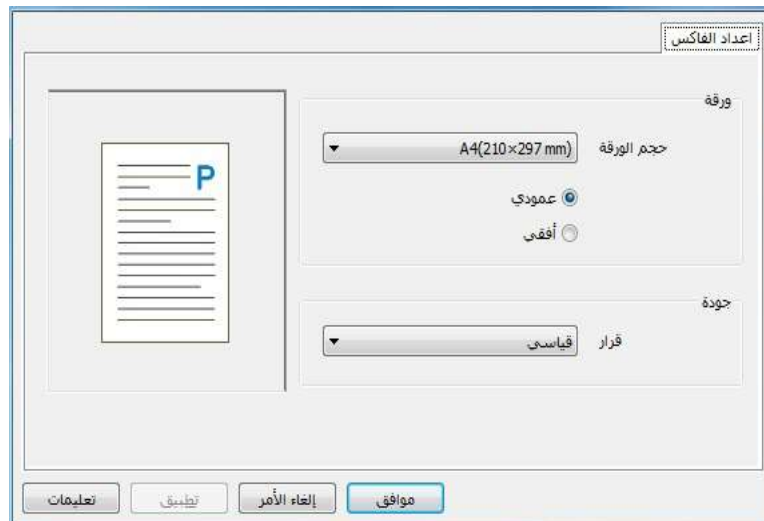 اعداد الفاكس
ورقة
حجم الورقة A4(210×297 mm)
عمودي
أفقي
P
جودة
قرار قياسي
موافق إلغاء الأمر تطبيق تعليمات